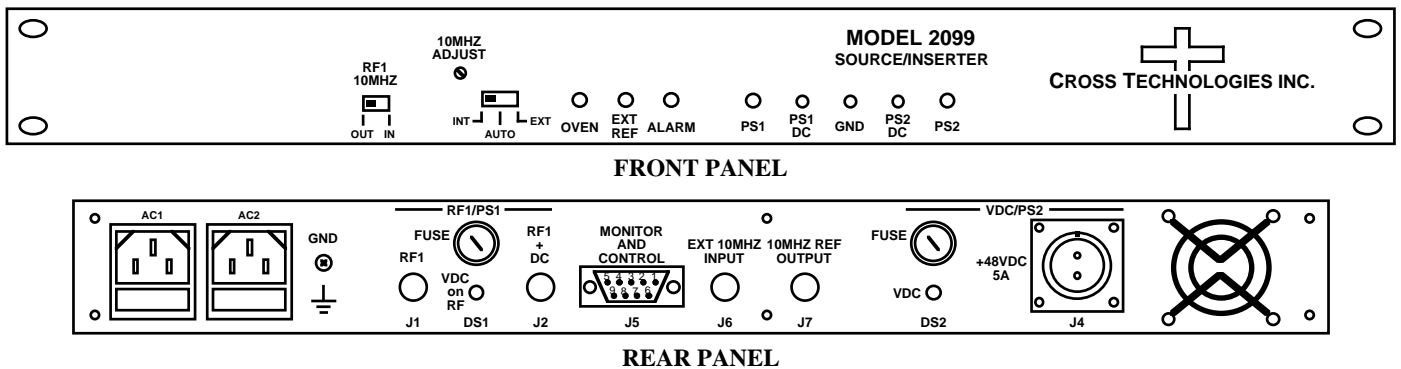 MODEL 2099
SOURCE/INSERTER
CROSS TECHNOLOGIES INC.
10MHZ
ADJUST
RF1
10MHZ
OUT IN
INT
AUTO
EXT
OVEN
EXT
REF
ALARM
PS1
PS1
DC
GND
PS2
DC
PS2
FRONT PANEL
AC1
AC2
GND
RF1/PS1
FUSE
RF1
VDC
on
RF
RF1
+
DC
J1
DS1
J2
MONITOR
AND
CONTROL
5 4 3 2 1
9 8 7 6
J5
EXT 10MHZ
INPUT
J6
10MHZ REF
OUTPUT
J7
VDC/PS2
FUSE
VDC
DS2
+48VDC
5A
J4
REAR PANEL